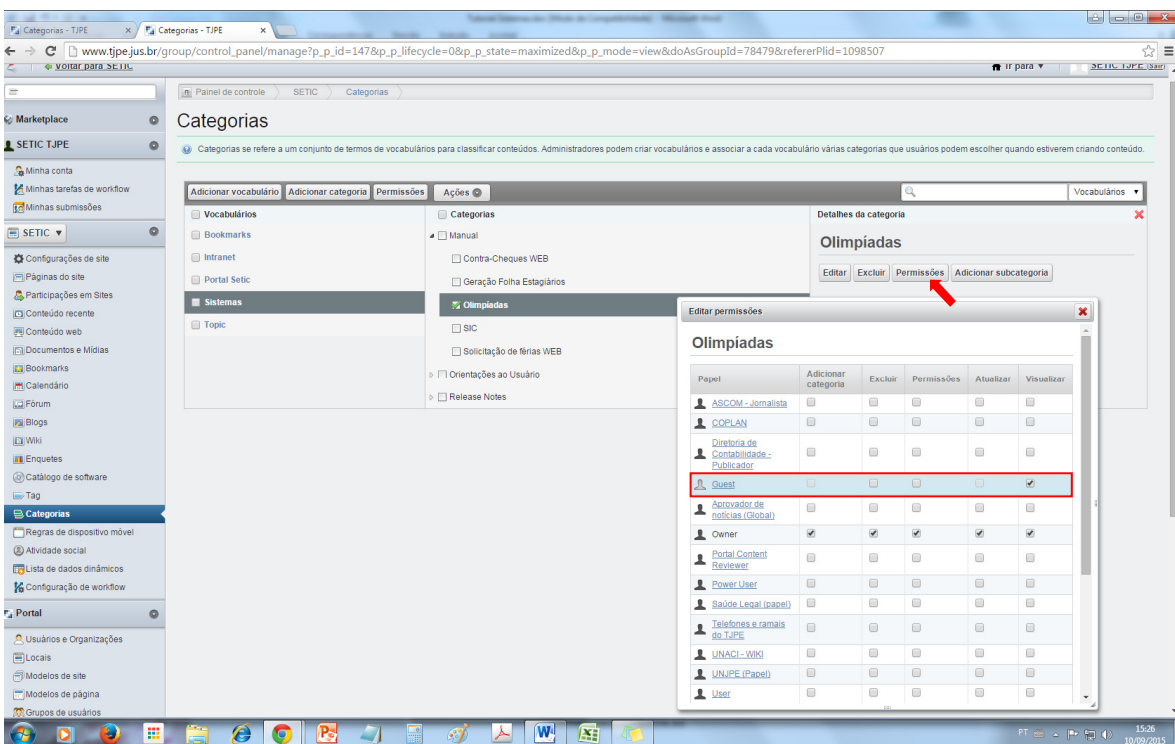 Tutorial Sistemas.doc [Modo de Compatibilidade] - Microsoft Word
Categorias - TJPE
Categorias - TJPE
www.tjpe.jus.br/group/control_panel/manage?p_p_id=147&p_p_lifecycle=0&p_p_state=maximized&p_p_mode=view&doAsGroupId=78479&refererPlid=1098507
Voltar para SETIC
Ir para ▼
SETIC TJPE (Sair)
Painel de controle
SETIC
Categorias
Marketplace
SETIC TJPE
Minha conta
Minhas tarefas de workflow
Minhas submissões
SETIC ▼
Configurações de site
Páginas do site
Participações em Sites
Conteúdo recente
Conteúdo web
Documentos e Mídias
Bookmarks
Calendário
Fórum
Blogs
Wiki
Enquetes
Catálogo de software
Tag
Categorias
Regras de dispositivo móvel
Atividade social
Lista de dados dinâmicos
Configuração de workflow
Portal
Usuários e Organizações
Locais
Modelos de site
Modelos de página
Grupos de usuários
Categorias
Categorias se refere a um conjunto de termos de vocabulários para classificar conteúdos. Administradores podem criar vocabulários e associar a cada vocabulário várias categorias que usuários podem escolher quando estiverem criando conteúdo.
Adicionar vocabulário Adicionar categoria Permissões Ações
Vocabulários ▼
Vocabulários
Bookmarks
Intranet
Portal Setic
Sistemas
Topic
Categorias
Manual
Contra-Cheques WEB
Geração Folha Estagiários
Olimpíadas
SIC
Solicitação de férias WEB
Orientações ao Usuário
Release Notes
Detalhes da categoria
Olimpíadas
Editar Excluir Permissões Adicionar subcategoria
Editar permissões
Olimpíadas
Papel Adicionar categoria Excluir Permissões Atualizar Visualizar
ASCOM - Jornalista
COPLAN
Diretoria de
Contabilidade -
Publicador
Guest
Aprovador de
notícias (Global)
Owner
Portal Content
Reviewer
Power User
Saúde Legal (papel)
Telefones e ramais
do TJPE
UNACI - WIKI
UNJPE (Papel)
User
PT
15:26
10/09/2015